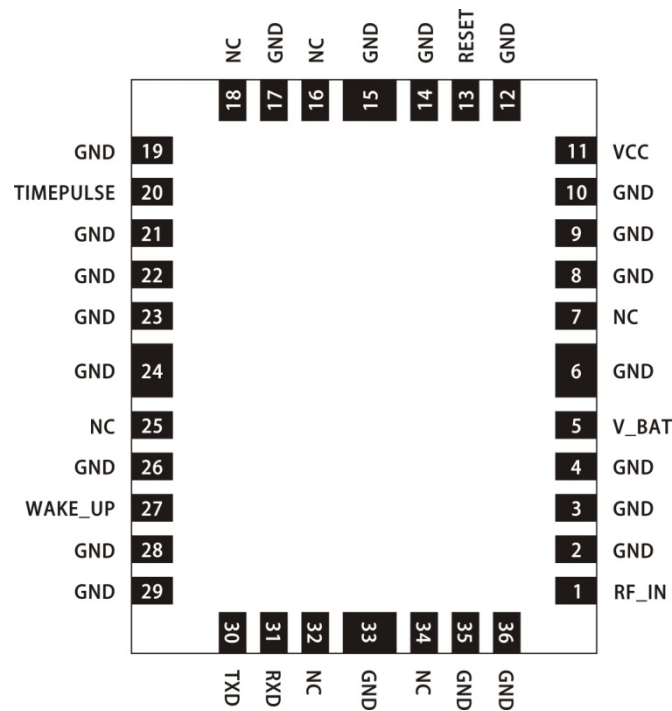 NC GND NC GND GND RESET GND
18 17 16 15 14 13 12
GND 19 11 VCC
TIMEPULSE 20 10 GND
GND 21 9 GND
GND 22 8 GND
GND 23 7 NC
GND 24 6 GND
NC 25 5 V_BAT
GND 26 4 GND
WAKE_UP 27 3 GND
GND 28 2 GND
GND 29 1 RF_IN
30 31 32 33 34 35 36
TXD RXD NC GND NC GND GND